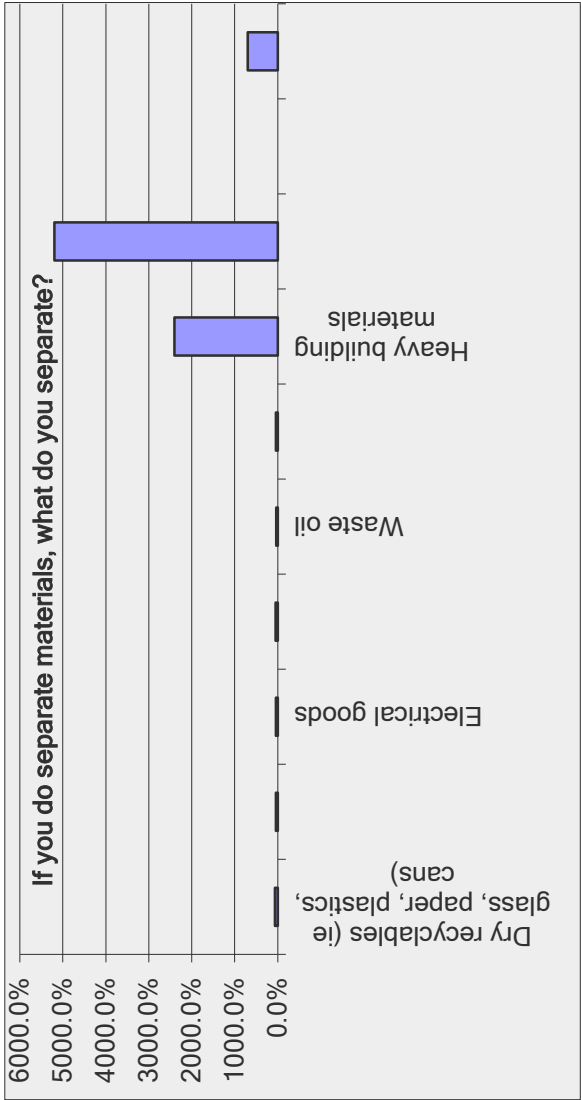 If you do separate materials, what do you separate?
6000.0%
5000.0%
4000.0%
3000.0%
2000.0%
1000.0%
0.0%
Dry recyclables (ie
glass, paper, plastics,
cans)
Electrical goods
Waste oil
Heavy building
materials